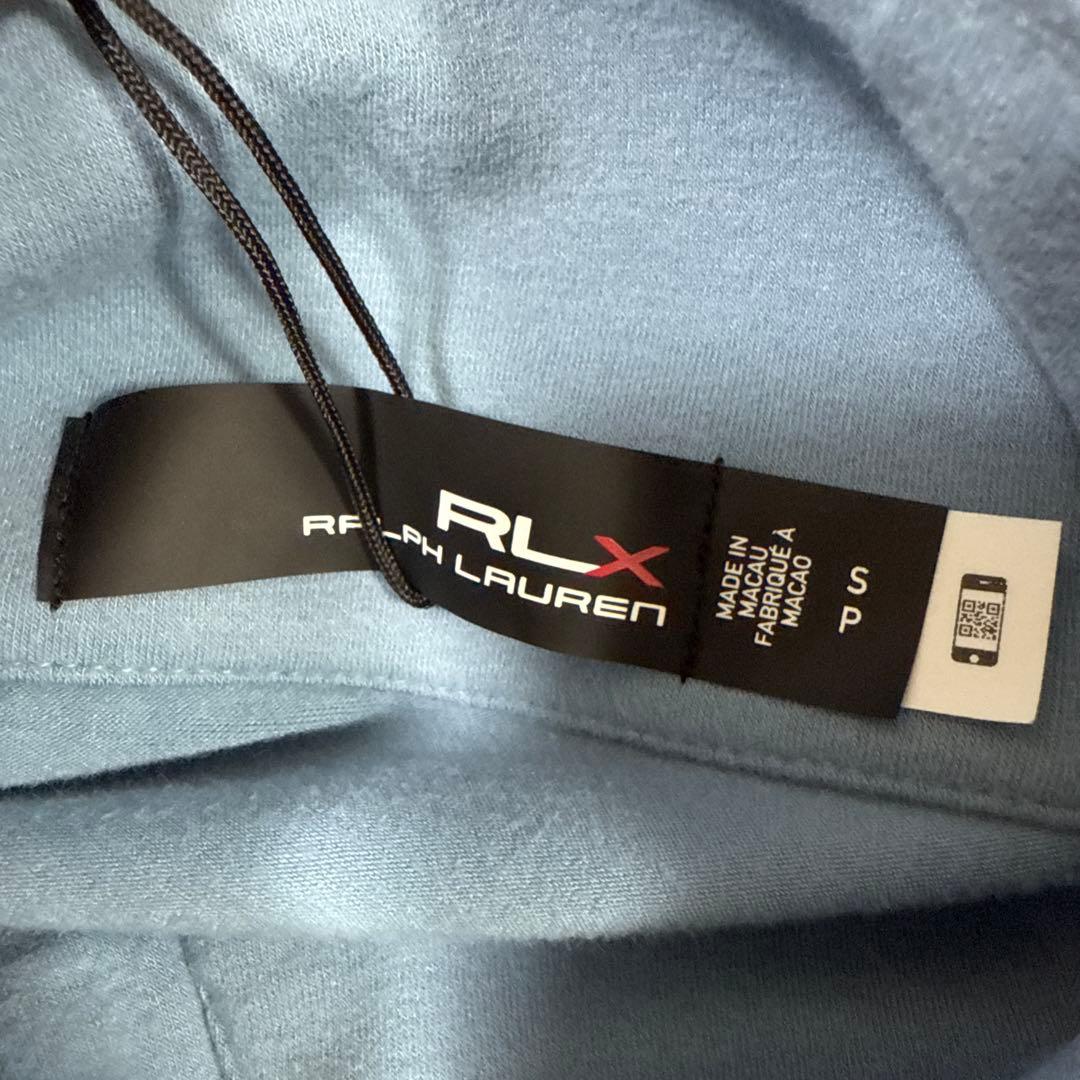 RLX
RALPH LAUREN
MADE IN
MACAU
FABRIQUÉ À
MACAO
S
P